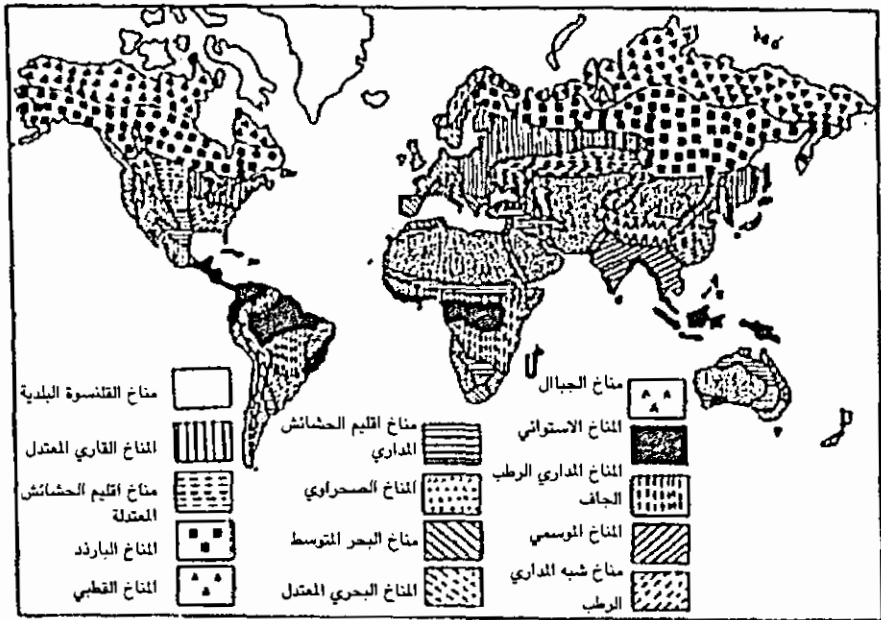 مناخ الجباال
المناخ الاستوائي
المناخ المداري الرطب
الجاف
المناخ الموسمي
مناخ شبه المداري
الرطب
مناخ اقليم الحشائش
المداري
المناخ الصحراوي
مناخ البحر المتوسط
المناخ البحري المعتدل
مناخ القلنسوة البلدية
المناخ القاري المعتدل
مناخ اقليم الحشائش
المعتدلة
المناخ البارزد
المناخ القطبي